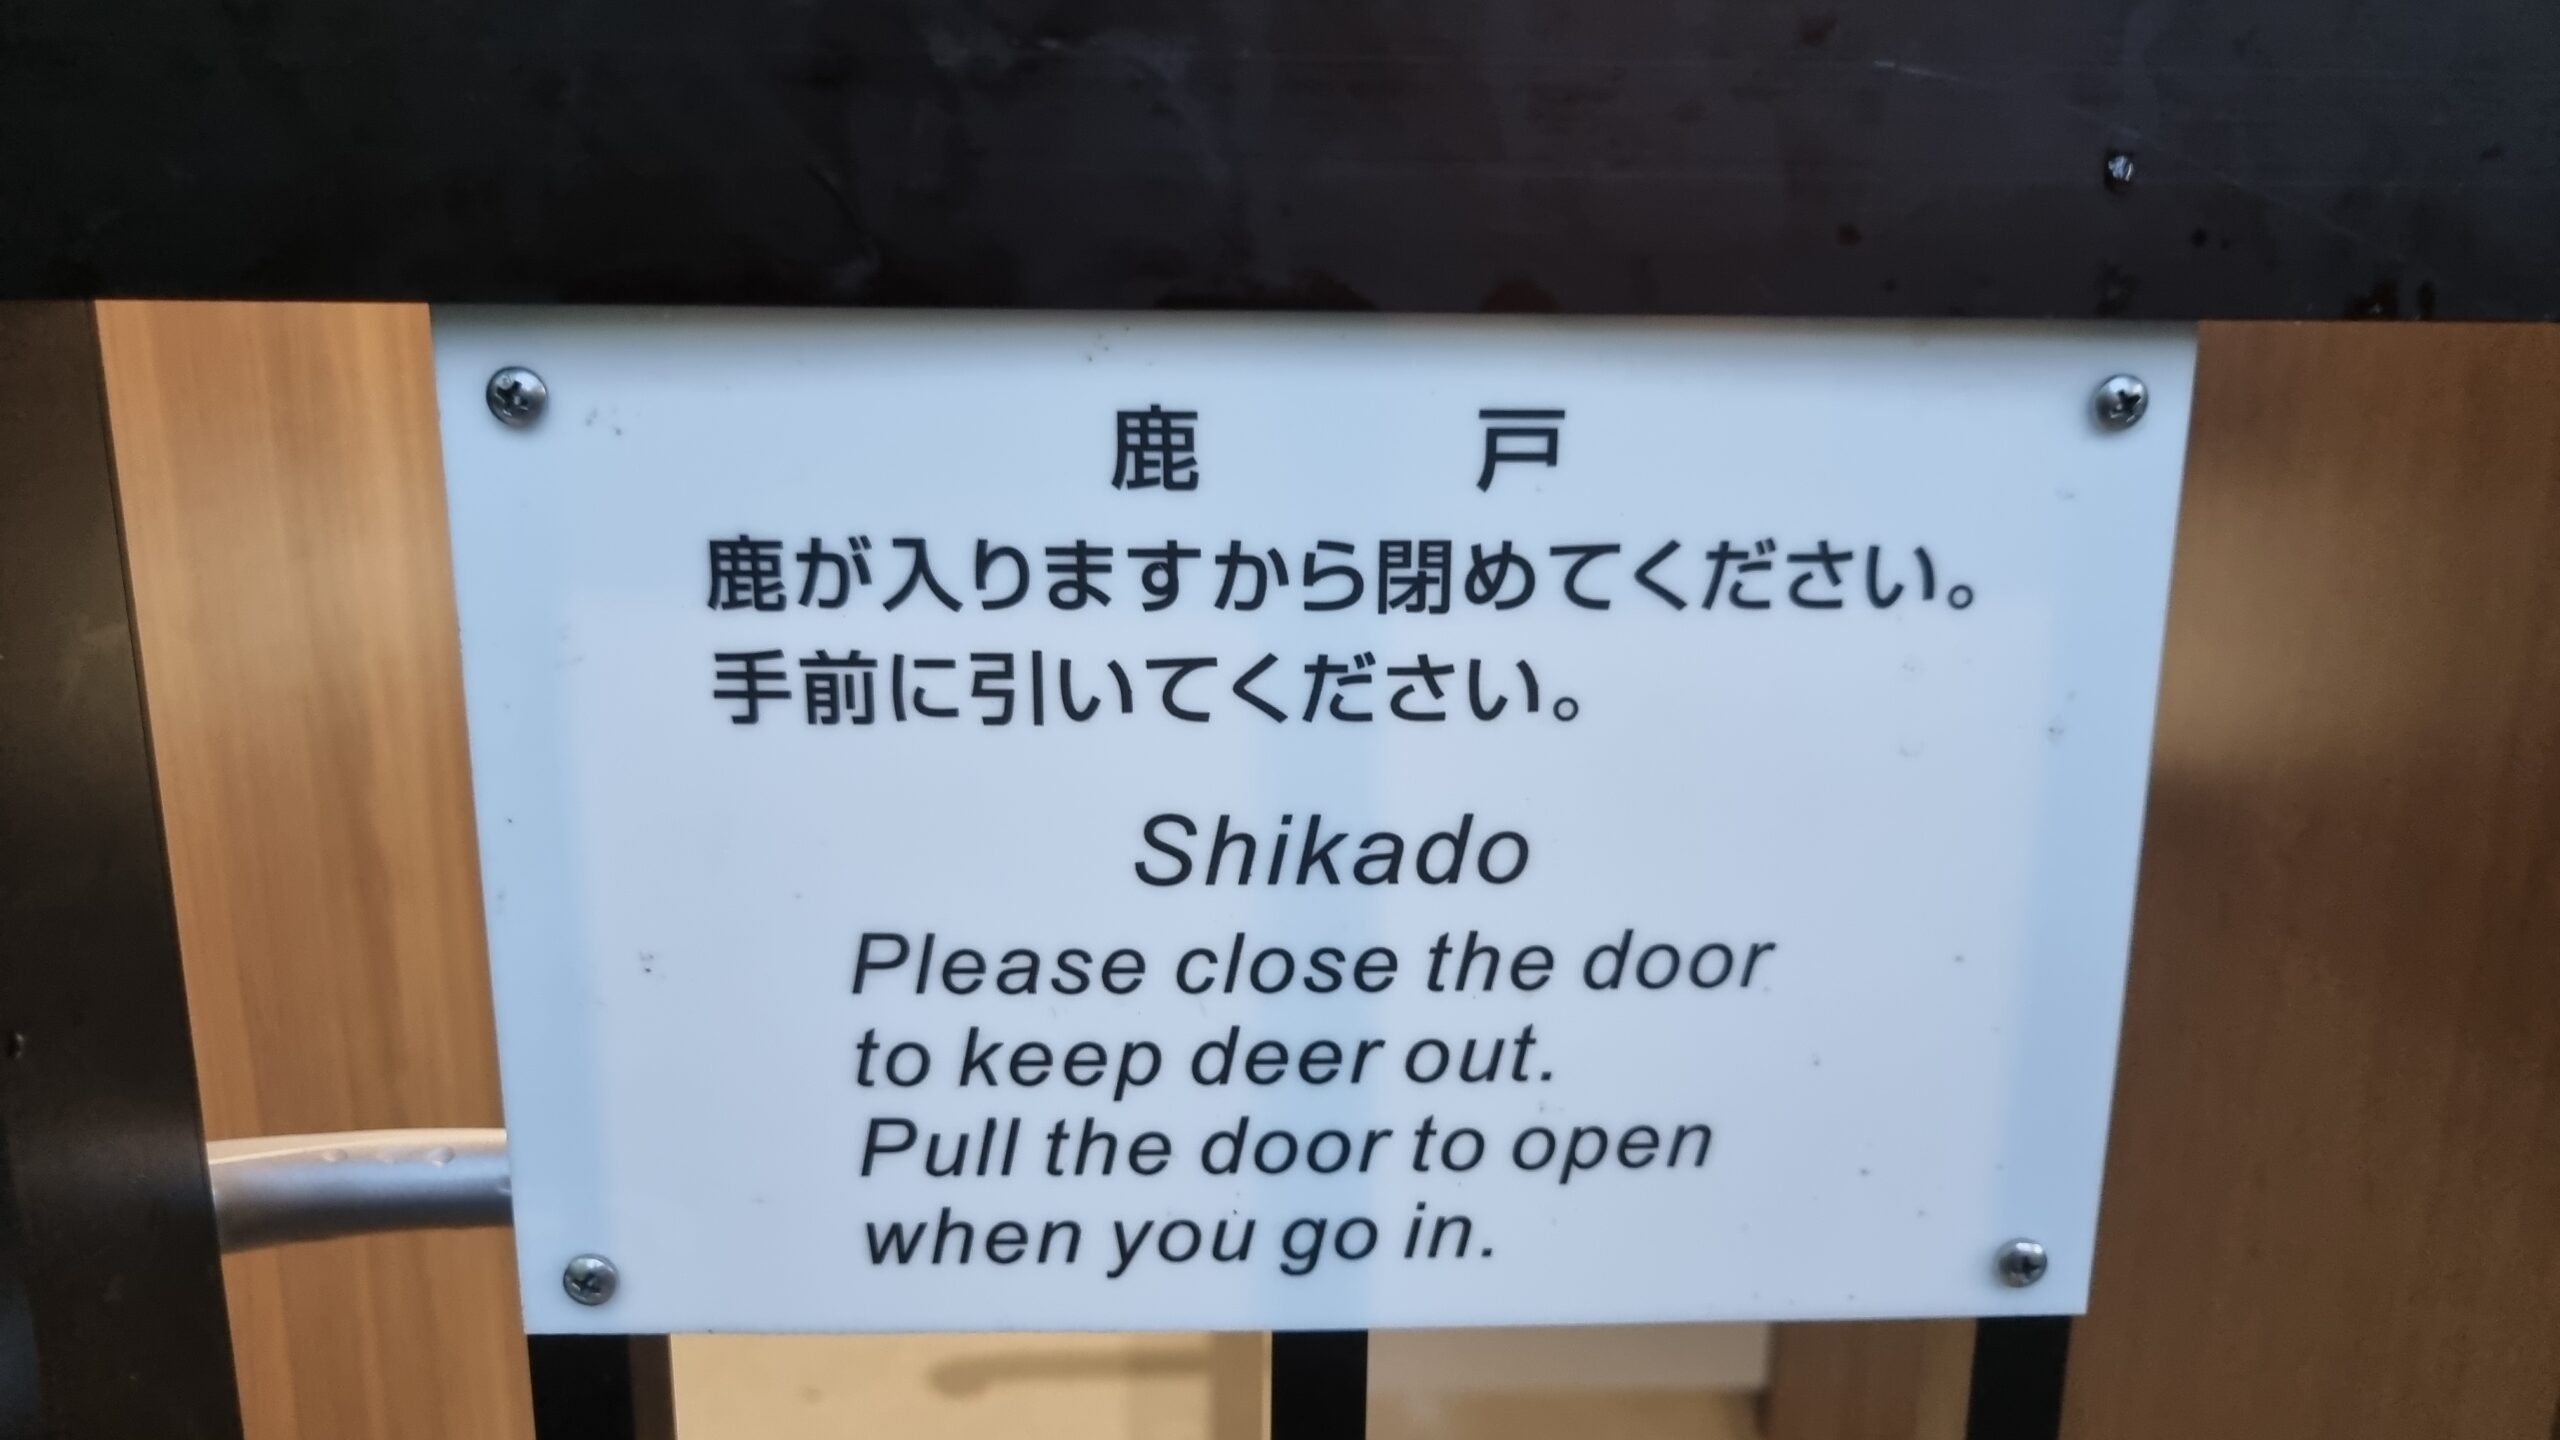 鹿　戸
鹿が入りますから閉めてください。
手前に引いてください。
Shikado
Please close the door
to keep deer out.
Pull the door to open
when you go in.